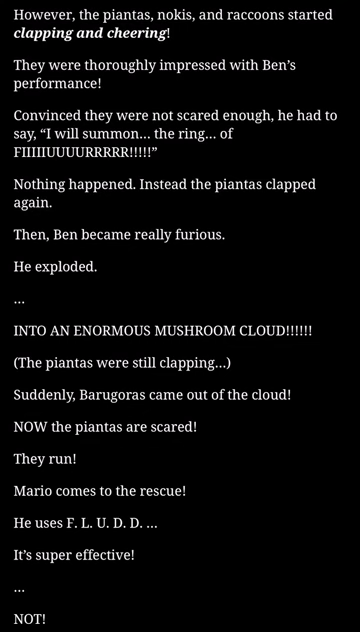 However, the piantas, nokis, and raccoons started
clapping and cheering!
They were thoroughly impressed with Ben’s
performance!
Convinced they were not scared enough, he had to
say, “I will summon… the ring… of
FIIIIIUUUURRRRR!!!!!”
Nothing happened. Instead the piantas clapped
again.
Then, Ben became really furious.
He exploded.
…
INTO AN ENORMOUS MUSHROOM CLOUD!!!!!!
(The piantas were still clapping…)
Suddenly, Barugoras came out of the cloud!
NOW the piantas are scared!
They run!
Mario comes to the rescue!
He uses F. L. U. D. D. …
It’s super effective!
…
NOT!